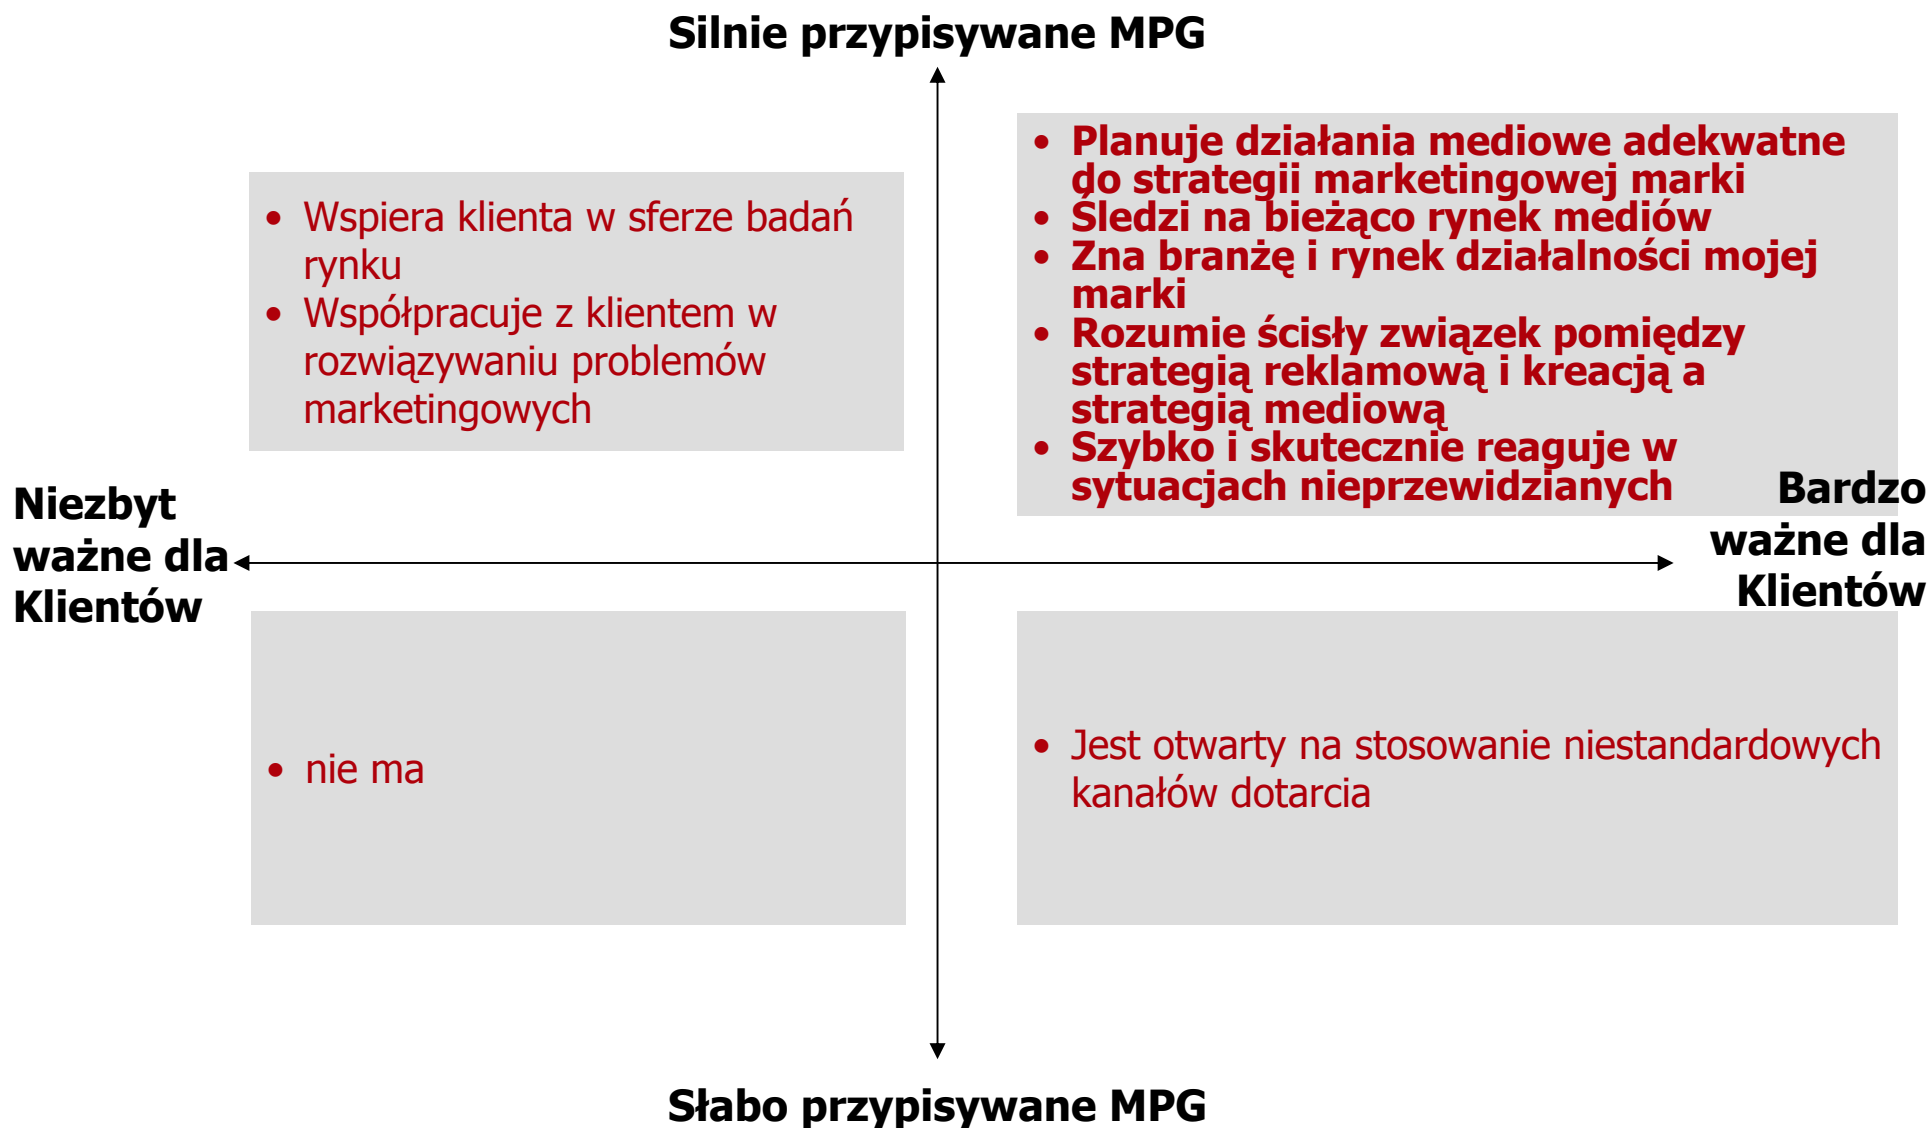 Silnie przypisywane MPG
• Wspiera klienta w sferze badań
rynku
• Współpracuje z klientem w
rozwiązywaniu problemów
marketingowych
• Planuje działania mediowe adekwatne
do strategii marketingowej marki
• Śledzi na bieżąco rynek mediów
• Zna branżę i rynek działalności mojej
marki
• Rozumie ścisły związek pomiędzy
strategią reklamową i kreacją a
strategią mediową
• Szybko i skutecznie reaguje w
sytuacjach nieprzewidzianych
Niezbyt
ważne dla
Klientów
Bardzo
ważne dla
Klientów
• nie ma
• Jest otwarty na stosowanie niestandardowych
kanałów dotarcia
Słabo przypisywane MPG